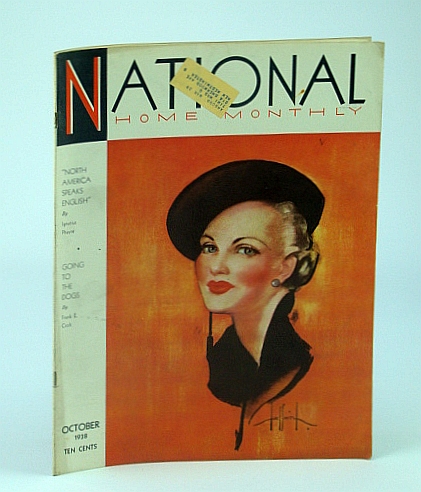 NATIONAL
HOME MONTHLY
"NORTH
AMERICA
SPEAKS
ENGLISH"
By
Ignatius
Phayre
GOING
TO
THE
DOGS
By
Frank E.
OCTOBER
1938
TEN CENTS